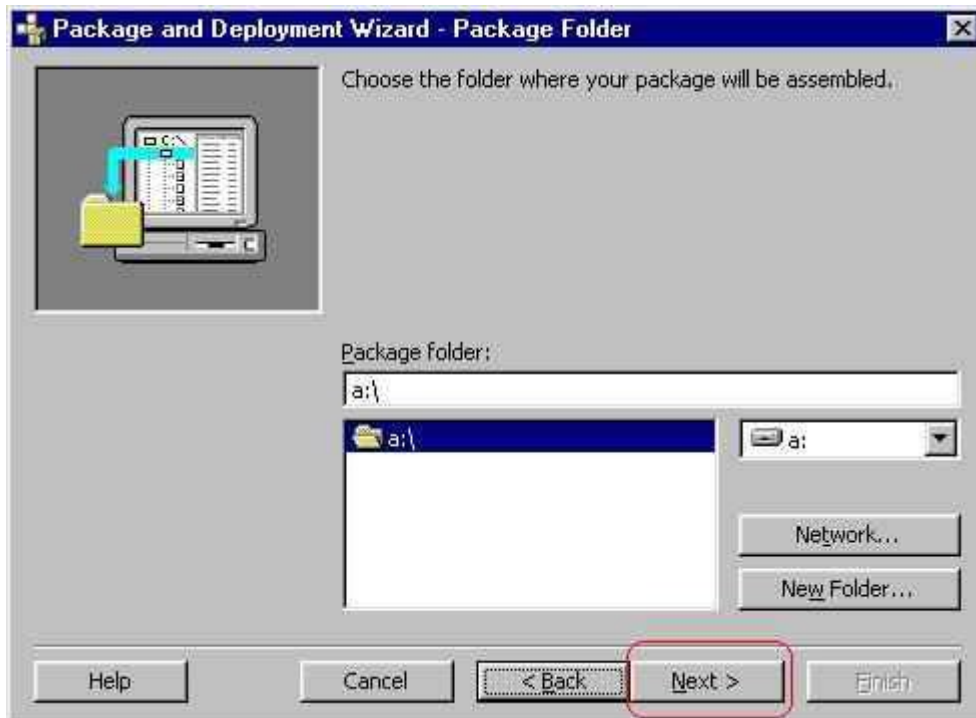 Package and Deployment Wizard - Package Folder
Choose the folder where your package will be assembled.
C:\
Package folder:
a:\
a:\
a:
Network...
New Folder...
Help
Cancel
< Back
Next >
Finish